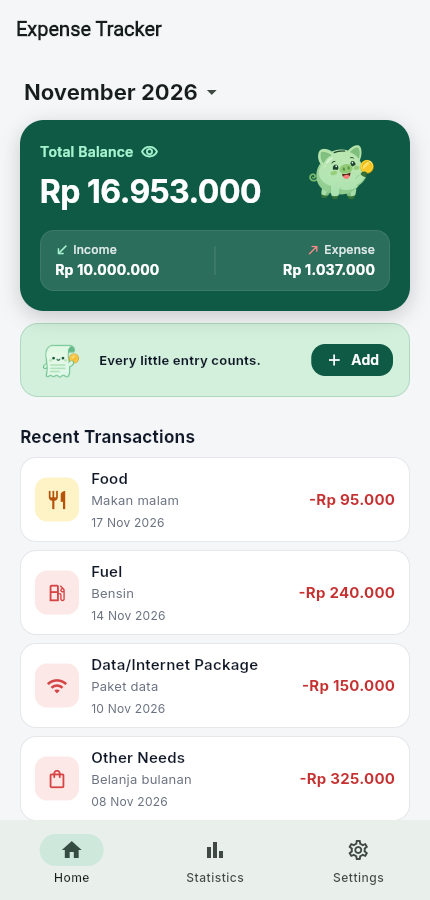 Expense Tracker
November 2026
Total Balance
Rp 16.953.000
Income
Expense
Rp 10.000.000
Rp 1.037.000
Every little entry counts.
+ Add
Recent Transactions
Food
Makan malam
-Rp 95.000
17 Nov 2026
Fuel
Bensin
-Rp 240.000
14 Nov 2026
Data/Internet Package
Paket data
-Rp 150.000
10 Nov 2026
Other Needs
Belanja bulanan
-Rp 325.000
08 Nov 2026
Home
Statistics
Settings